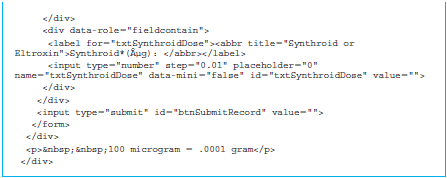 </div>
<div data-role="fieldcontain">
<label for="txtSynthroidDose"><abbr title="Synthroid or
Eltroxin">Synthroid*(Âµg): </abbr></label>
<input type="number" step="0.01" placeholder="0"
name="txtSynthroidDose" data-mini="false" id="txtSynthroidDose" value="">
</div>
</div>
<input type="submit" id="btnSubmitRecord" value="">
</form>
</div>
<p>&nbsp;&nbsp;100 microgram = .0001 gram</p>
</div>